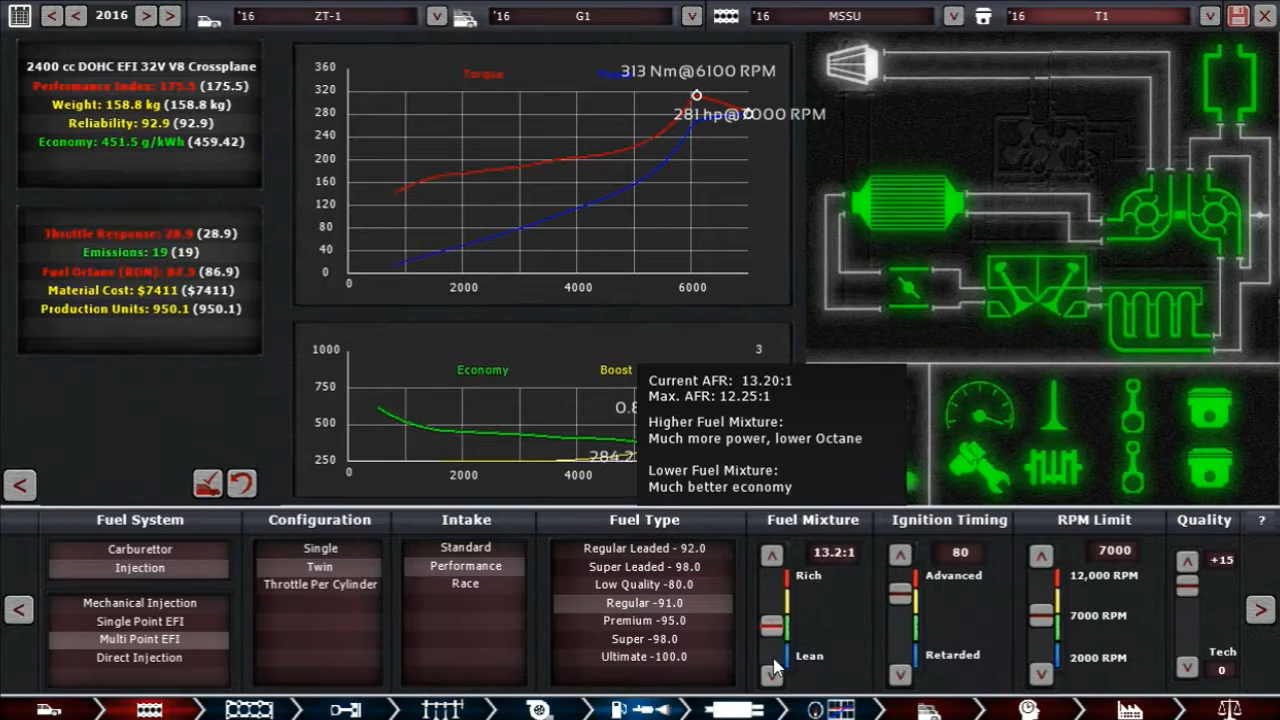 2016
'16 ZT-1
'16 G1
'16 MSSU
'16 T1
2400 cc DOHC EFI 32V V8 Crossplane
Performance Index: 175.5 (175.5)
Weight: 158.8 kg (158.8 kg)
Reliability: 92.9 (92.9)
Economy: 451.5 g/kWh (459.42)
Throttle Response: 28.9 (28.9)
Emissions: 19 (19)
Fuel Octane (RON): (86.9)
Material Cost: $7411 ($7411)
Production Units: 950.1 (950.1)
360
320
280
240
200
160
120
80
40
0
Torque
313 Nm@6100 RPM
281 hp@7000 RPM
0 2000 4000 6000
1000
750
500
250
3
Economy Boost
0.8
284.2
0 2000 4000
Current AFR: 13.20:1
Max. AFR: 12.25:1
Higher Fuel Mixture:
Much more power, lower Octane
Lower Fuel Mixture:
Much better economy
Fuel System
Carburettor
Injection
Mechanical Injection
Single Point EFI
Multi Point EFI
Direct Injection
Configuration
Single
Twin
Throttle Per Cylinder
Intake
Standard
Performance
Race
Fuel Type
Regular Leaded - 92.0
Super Leaded - 98.0
Low Quality -80.0
Regular -91.0
Premium -95.0
Super -98.0
Ultimate -100.0
Fuel Mixture
13.2:1
Rich
Lean
Ignition Timing
80
Advanced
Retarded
RPM Limit
7000
12,000 RPM
7000 RPM
2000 RPM
Quality
+15
Tech
0
?